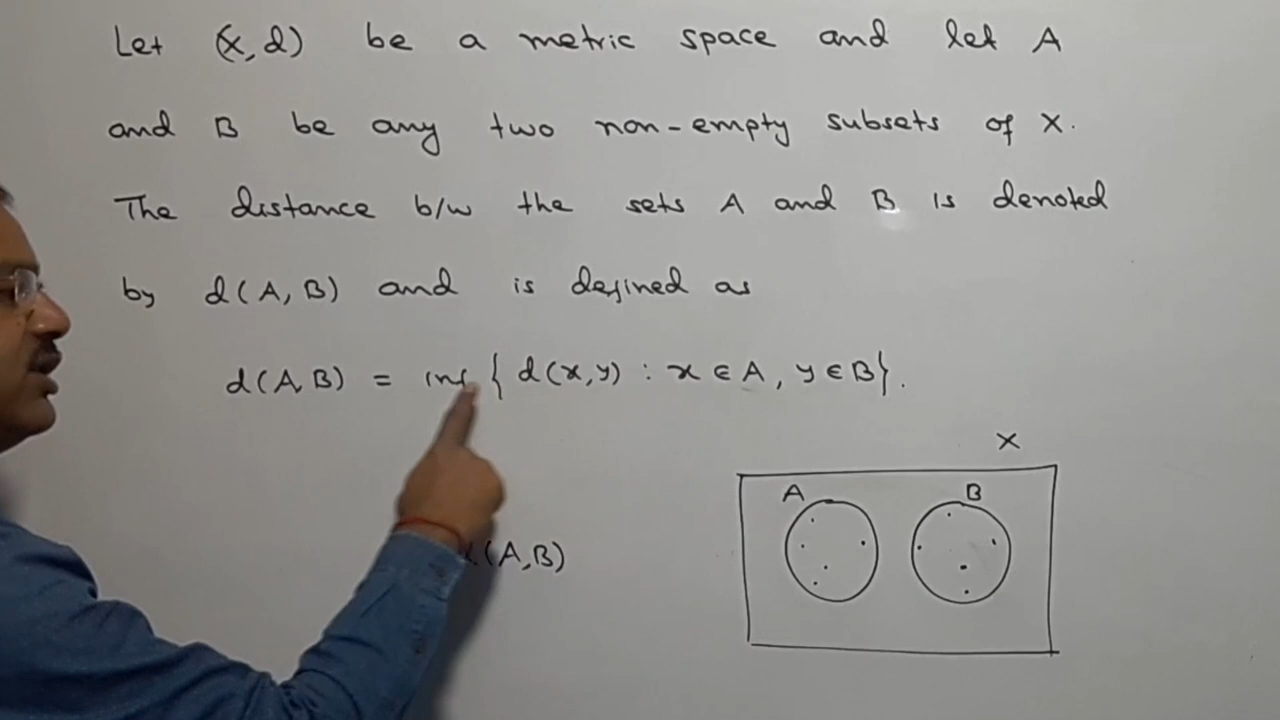 Let (X,d) be a metric space and let A
and B be any two non-empty subsets of X.
The distance b/w the sets A and B is denoted
by d(A,B) and is defined as
d(A,B) = inf { d(x,y) : x ∈ A, y ∈ B}.
X
A B
(A,B)